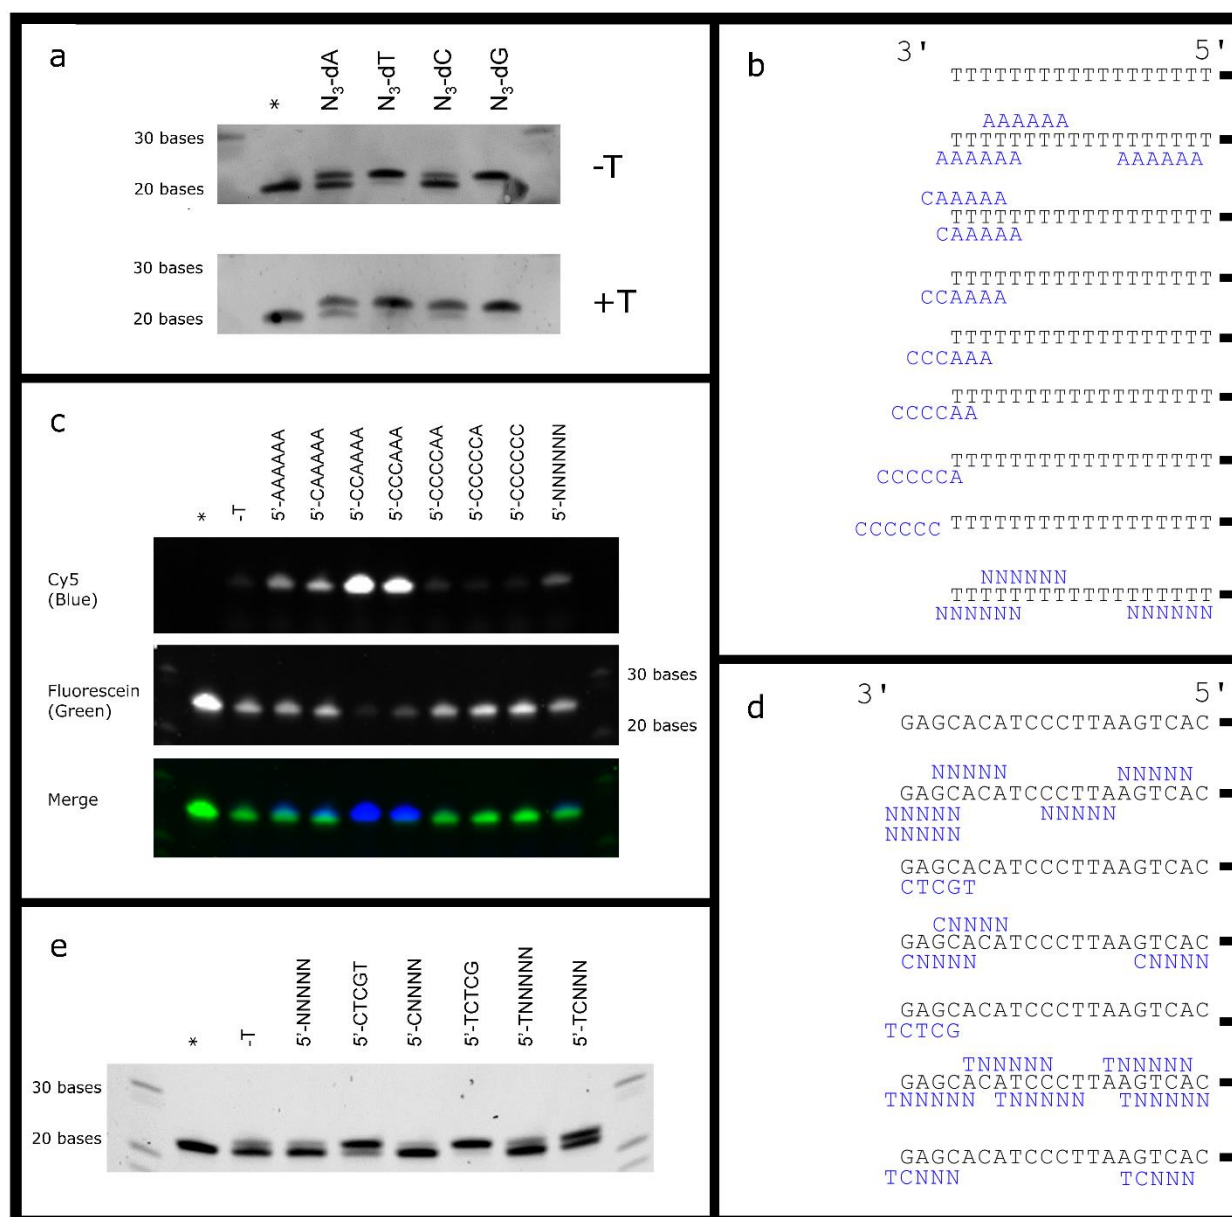 a
*
N3-dA
N3-dT
N3-dC
N3-dG
30 bases
20 bases
-T
30 bases
20 bases
+T
b
3' 5'
TTTTTTTTTTTTTTTTTT
AAAAAA
TTTTTTTTTTTTTTTTTT
AAAAAA AAAAAA
CAAAAA
TTTTTTTTTTTTTTTTTT
CAAAAA
TTTTTTTTTTTTTTTTTT
CCAAAA
TTTTTTTTTTTTTTTTTT
CCCAAA
TTTTTTTTTTTTTTTTTT
CCCCAA
TTTTTTTTTTTTTTTTTT
CCCCCA
TTTTTTTTTTTTTTTTTT
CCCCCC
NNNNNN
TTTTTTTTTTTTTTTTTT
NNNNNN NNNNNN
c
*
-T
5'-AAAAAA
5'-CAAAAA
5'-CCAAAA
5'-CCCAAA
5'-CCCCAA
5'-CCCCCA
5'-CCCCCC
5'-NNNNNN
Cy5
(Blue)
Fluorescein
(Green)
30 bases
20 bases
Merge
d
3' 5'
GAGCACATCCCTTAAGTCAC
NNNNN NNNNN
GAGCACATCCCTTAAGTCAC
NNNNN NNNNN
NNNNN
GAGCACATCCCTTAAGTCAC
CTCGT
CNNNN
GAGCACATCCCTTAAGTCAC
CNNNN CNNNN
GAGCACATCCCTTAAGTCAC
TCTCG
TNNNNN TNNNNN
GAGCACATCCCTTAAGTCAC
TNNNNN TNNNNN TNNNNN
GAGCACATCCCTTAAGTCAC
TCNNN TCNNN
e
*
-T
5'-NNNNN
5'-CTCGT
5'-CNNNN
5'-TCTCG
5'-TNNNNN
5'-TCNNN
30 bases
20 bases